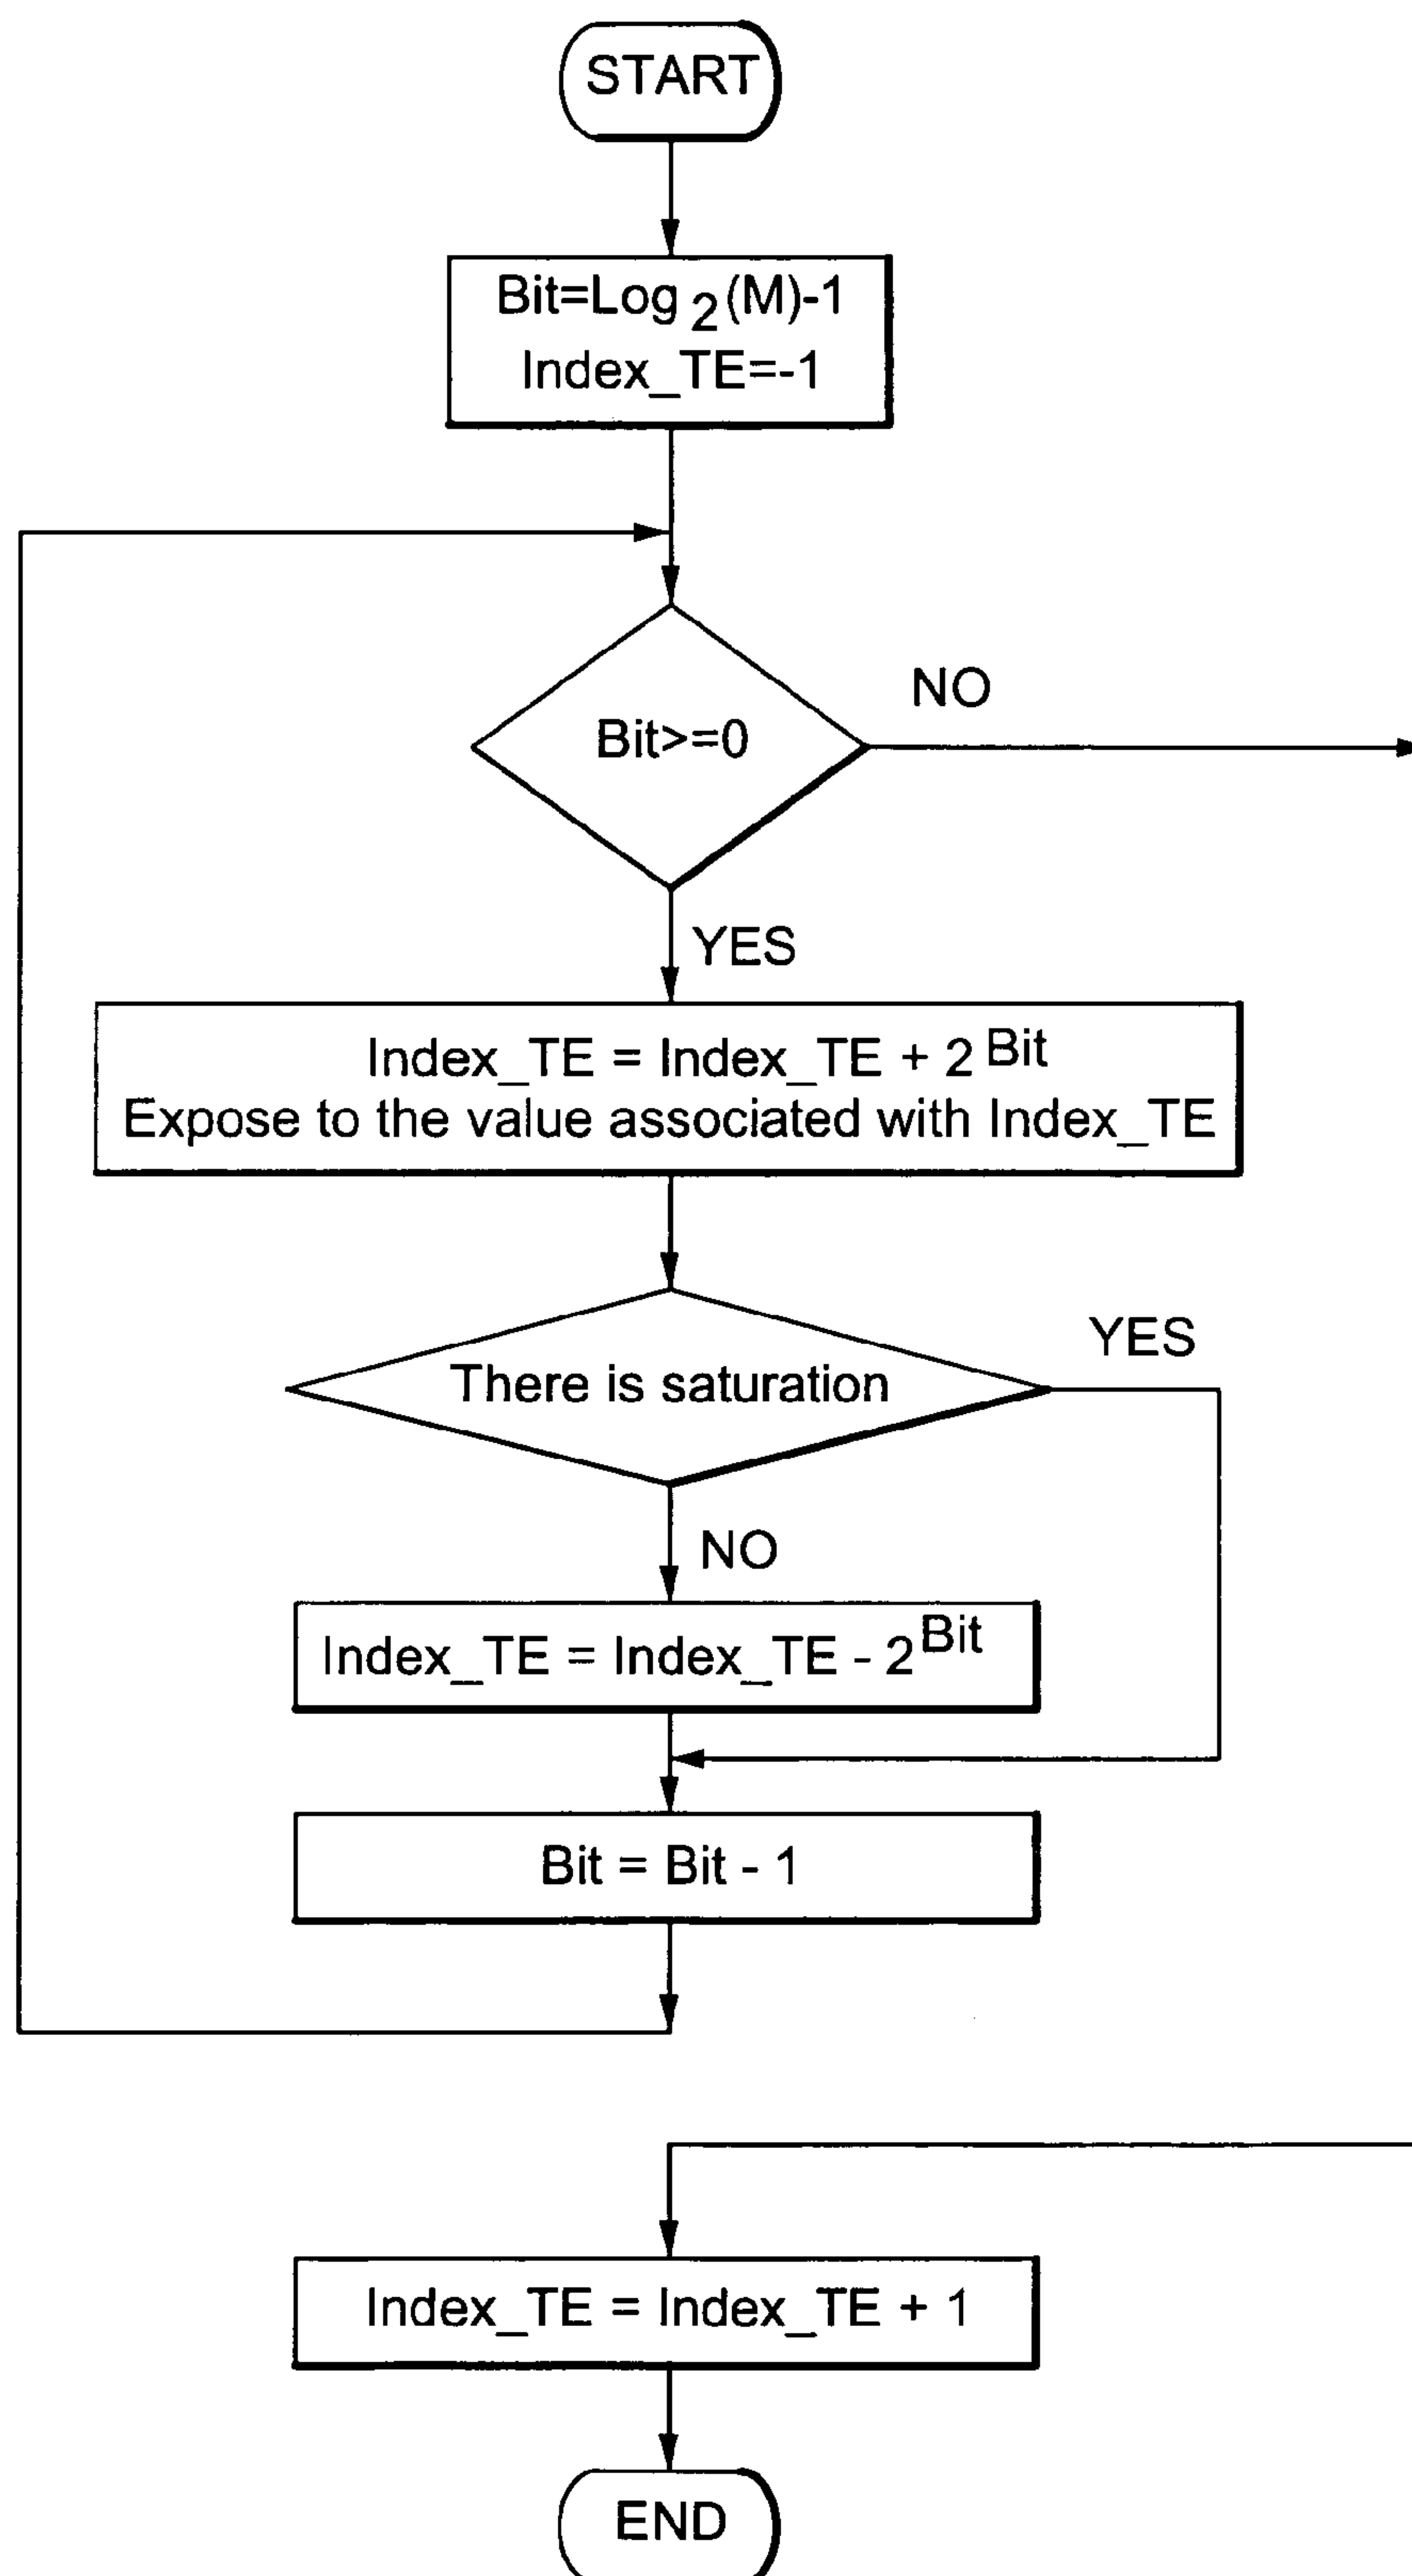 START
Bit=Log 2 (M)-1
Index_TE=-1
Bit>=0
NO
YES
Index_TE = Index_TE + 2 Bit
Expose to the value associated with Index_TE
There is saturation
YES
NO
Index_TE = Index_TE - 2 Bit
Bit = Bit - 1
Index_TE = Index_TE + 1
END